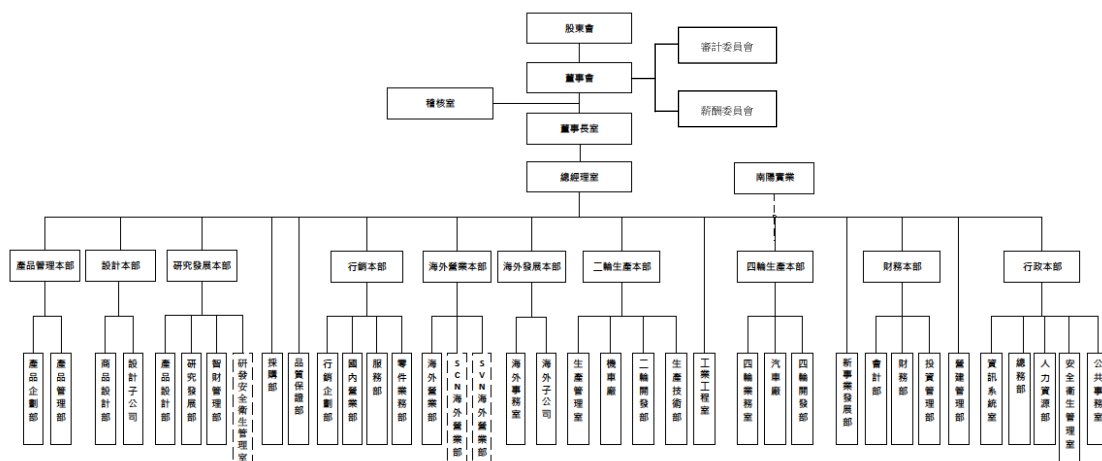 股東會
審計委員會
董事會
稽核室
薪酬委員會
董事長室
總經理室
南陽實業
產品管理本部
設計本部
研究發展本部
行銷本部
海外營業本部
海外發展本部
二輪生產本部
四輪生產本部
財務本部
行政本部
產品企劃部
產品管理部
商品設計部
設計子公司
產品設計部
研究發展部
智財管理部
研發安全衛生管理室
採購部
品質保證部
行銷企劃部
國內營業部
服務部
零件業務部
海外營業部
SCN海外營業部
SVN海外營業部
海外事務室
海外子公司
生產管理室
機車廠
二輪開發部
生產技術部
工業工程室
四輪業務室
汽車廠
四輪開發部
新事業發展部
會計部
財務部
投資管理部
營建管理部
資訊系統室
總務部
人力資源部
安全衛生管理室
公共事務室